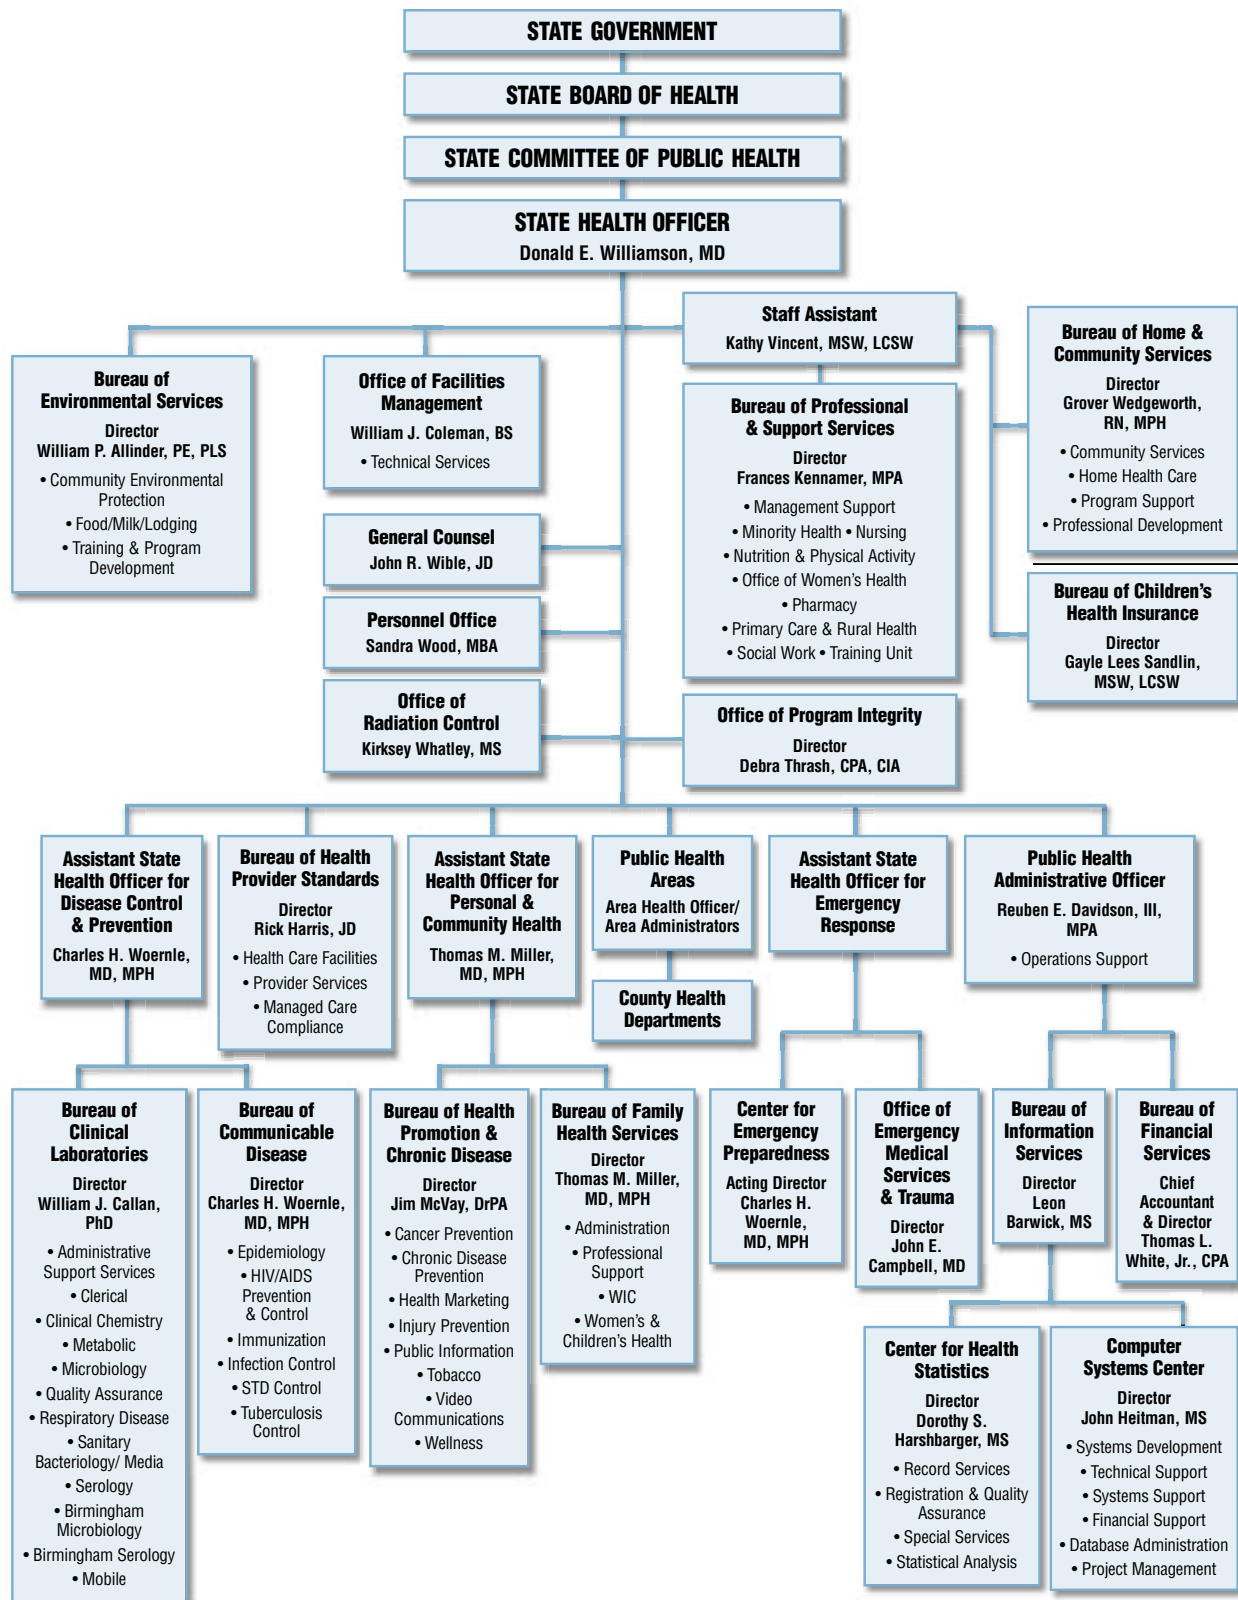 STATE GOVERNMENT
STATE BOARD OF HEALTH
STATE COMMITTEE OF PUBLIC HEALTH
STATE HEALTH OFFICER
Donald E. Williamson, MD
Staff Assistant
Kathy Vincent, MSW, LCSW
Bureau of
Environmental Services
Director
William P. Allinder, PE, PLS
• Community Environmental
Protection
• Food/Milk/Lodging
• Training & Program
Development
Office of Facilities
Management
William J. Coleman, BS
• Technical Services
General Counsel
John R. Wible, JD
Personnel Office
Sandra Wood, MBA
Office of
Radiation Control
Kirksey Whatley, MS
Bureau of Professional
& Support Services
Director
Frances Kennamer, MPA
• Management Support
• Minority Health • Nursing
• Nutrition & Physical Activity
• Office of Women's Health
• Pharmacy
• Primary Care & Rural Health
• Social Work • Training Unit
Office of Program Integrity
Director
Debra Thrash, CPA, CIA
Bureau of Home &
Community Services
Director
Grover Wedgeworth,
RN, MPH
• Community Services
• Home Health Care
• Program Support
• Professional Development
Bureau of Children's
Health Insurance
Director
Gayle Lees Sandlin,
MSW, LCSW
Assistant State
Health Officer for
Disease Control
& Prevention
Charles H. Woernle,
MD, MPH
Bureau of Health
Provider Standards
Director
Rick Harris, JD
• Health Care Facilities
• Provider Services
• Managed Care
Compliance
Assistant State
Health Officer for
Personal &
Community Health
Thomas M. Miller,
MD, MPH
Public Health
Areas
Area Health Officer/
Area Administrators
County Health
Departments
Assistant State
Health Officer for
Emergency
Response
Public Health
Administrative Officer
Reuben E. Davidson, III,
MPA
• Operations Support
Bureau of
Clinical
Laboratories
Director
William J. Callan,
PhD
• Administrative
Support Services
• Clerical
• Clinical Chemistry
• Metabolic
• Microbiology
• Quality Assurance
• Respiratory Disease
• Sanitary
Bacteriology/ Media
• Serology
• Birmingham
Microbiology
• Birmingham Serology
• Mobile
Bureau of
Communicable
Disease
Director
Charles H. Woernle,
MD, MPH
• Epidemiology
• HIV/AIDS
Prevention
& Control
• Immunization
• Infection Control
• STD Control
• Tuberculosis
Control
Bureau of Health
Promotion &
Chronic Disease
Director
Jim McVay, DrPA
• Cancer Prevention
• Chronic Disease
Prevention
• Health Marketing
• Injury Prevention
• Public Information
• Tobacco
• Video
Communications
• Wellness
Bureau of Family
Health Services
Director
Thomas M. Miller,
MD, MPH
• Administration
• Professional
Support
• WIC
• Women's &
Children's Health
Center for
Emergency
Preparedness
Acting Director
Charles H.
Woernle,
MD, MPH
Office of
Emergency
Medical
Services
& Trauma
Director
John E.
Campbell, MD
Bureau of
Information
Services
Director
Leon
Barwick, MS
Bureau of
Financial
Services
Chief
Accountant
& Director
Thomas L.
White, Jr., CPA
Center for Health
Statistics
Director
Dorothy S.
Harshbarger, MS
• Record Services
• Registration & Quality
Assurance
• Special Services
• Statistical Analysis
Computer
Systems Center
Director
John Heitman, MS
• Systems Development
• Technical Support
• Systems Support
• Financial Support
• Database Administration
• Project Management